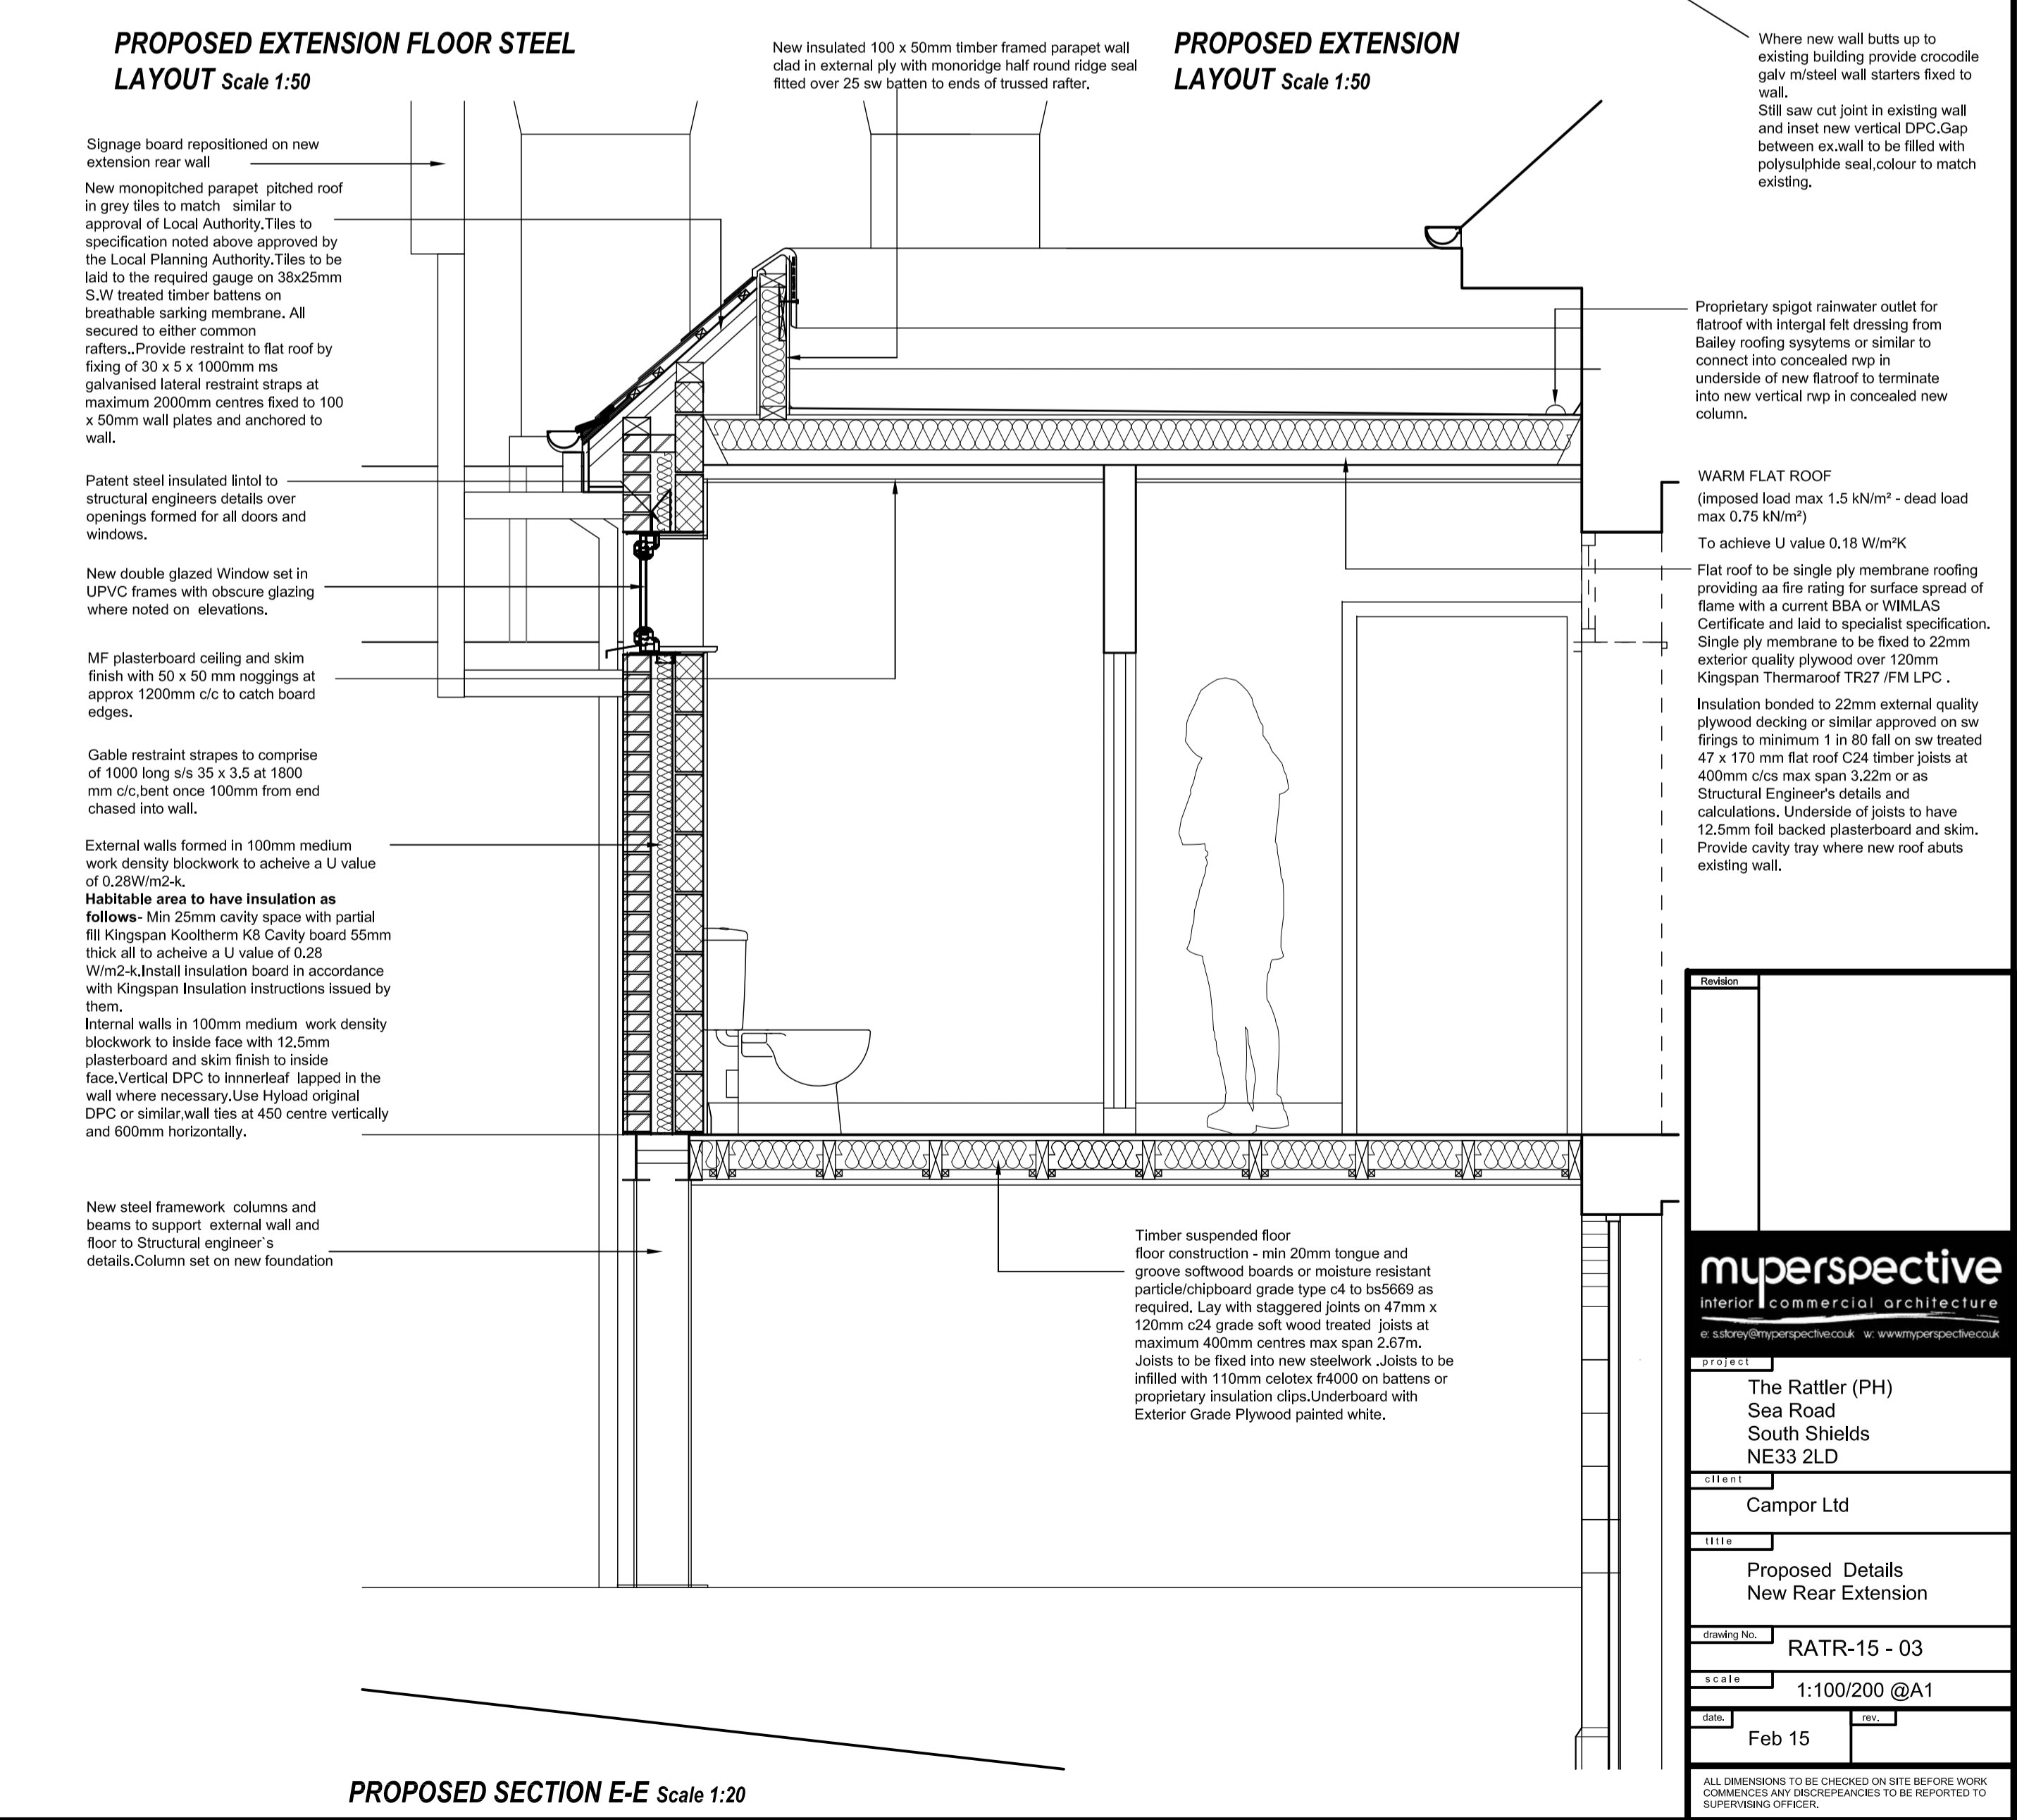 PROPOSED EXTENSION FLOOR STEEL
LAYOUT Scale 1:50
New insulated 100 x 50mm timber framed parapet wall
clad in external ply with monoridge half round ridge seal
fitted over 25 sw batten to ends of trussed rafter.
PROPOSED EXTENSION
LAYOUT Scale 1:50
Where new wall butts up to
existing building provide crocodile
galv m/steel wall starters fixed to
wall.
Still saw cut joint in existing wall
and inset new vertical DPC.Gap
between ex.wall to be filled with
polysulphide seal,colour to match
existing.
Signage board repositioned on new
extension rear wall
New monopitched parapet pitched roof
in grey tiles to match similar to
approval of Local Authority.Tiles to
specification noted above approved by
the Local Planning Authority.Tiles to be
laid to the required gauge on 38x25mm
S.W treated timber battens on
breathable sarking membrane. All
secured to either common
rafters..Provide restraint to flat roof by
fixing of 30 x 5 x 1000mm ms
galvanised lateral restraint straps at
maximum 2000mm centres fixed to 100
x 50mm wall plates and anchored to
wall.
Patent steel insulated lintol to
structural engineers details over
openings formed for all doors and
windows.
New double glazed Window set in
UPVC frames with obscure glazing
where noted on elevations.
MF plasterboard ceiling and skim
finish with 50 x 50 mm noggings at
approx 1200mm c/c to catch board
edges.
Gable restraint strapes to comprise
of 1000 long s/s 35 x 3.5 at 1800
mm c/c,bent once 100mm from end
chased into wall.
External walls formed in 100mm medium
work density blockwork to acheive a U value
of 0.28W/m2-k.
Habitable area to have insulation as
follows- Min 25mm cavity space with partial
fill Kingspan Kooltherm K8 Cavity board 55mm
thick all to acheive a U value of 0.28
W/m2-k.Install insulation board in accordance
with Kingspan Insulation instructions issued by
them.
Internal walls in 100mm medium work density
blockwork to inside face with 12.5mm
plasterboard and skim finish to inside
face.Vertical DPC to innnerleaf lapped in the
wall where necessary.Use Hyload original
DPC or similar,wall ties at 450 centre vertically
and 600mm horizontally.
New steel framework columns and
beams to support external wall and
floor to Structural engineer`s
details.Column set on new foundation
Proprietary spigot rainwater outlet for
flatroof with intergal felt dressing from
Bailey roofing sysytems or similar to
connect into concealed rwp in
underside of new flatroof to terminate
into new vertical rwp in concealed new
column.
WARM FLAT ROOF
(imposed load max 1.5 kN/m² - dead load
max 0.75 kN/m²)
To achieve U value 0.18 W/m²K
Flat roof to be single ply membrane roofing
providing aa fire rating for surface spread of
flame with a current BBA or WIMLAS
Certificate and laid to specialist specification.
Single ply membrane to be fixed to 22mm
exterior quality plywood over 120mm
Kingspan Thermaroof TR27 /FM LPC .
Insulation bonded to 22mm external quality
plywood decking or similar approved on sw
firings to minimum 1 in 80 fall on sw treated
47 x 170 mm flat roof C24 timber joists at
400mm c/cs max span 3.22m or as
Structural Engineer's details and
calculations. Underside of joists to have
12.5mm foil backed plasterboard and skim.
Provide cavity tray where new roof abuts
existing wall.
Timber suspended floor
floor construction - min 20mm tongue and
groove softwood boards or moisture resistant
particle/chipboard grade type c4 to bs5669 as
required. Lay with staggered joints on 47mm x
120mm c24 grade soft wood treated joists at
maximum 400mm centres max span 2.67m.
Joists to be fixed into new steelwork .Joists to be
infilled with 110mm celotex fr4000 on battens or
proprietary insulation clips.Underboard with
Exterior Grade Plywood painted white.
PROPOSED SECTION E-E Scale 1:20
Revision
myperspective
interior commercial architecture
e: s.storey@myperspective.co.uk w: www.myperspective.co.uk
project
The Rattler (PH)
Sea Road
South Shields
NE33 2LD
client
Campor Ltd
title
Proposed Details
New Rear Extension
drawing No.
RATR-15 - 03
scale
1:100/200 @A1
date.
Feb 15
rev.
ALL DIMENSIONS TO BE CHECKED ON SITE BEFORE WORK
COMMENCES ANY DISCREPEANCIES TO BE REPORTED TO
SUPERVISING OFFICER.